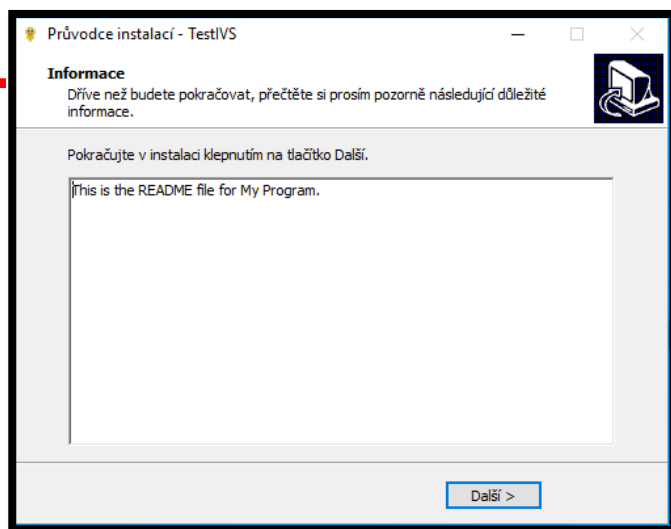 Průvodce instalací - TestIVS
Informace
Dříve než budete pokračovat, přečtěte si prosím pozorně následující důležité
informace.
Pokračujte v instalaci klepnutím na tlačítko Další.
This is the README file for My Program.
Další >